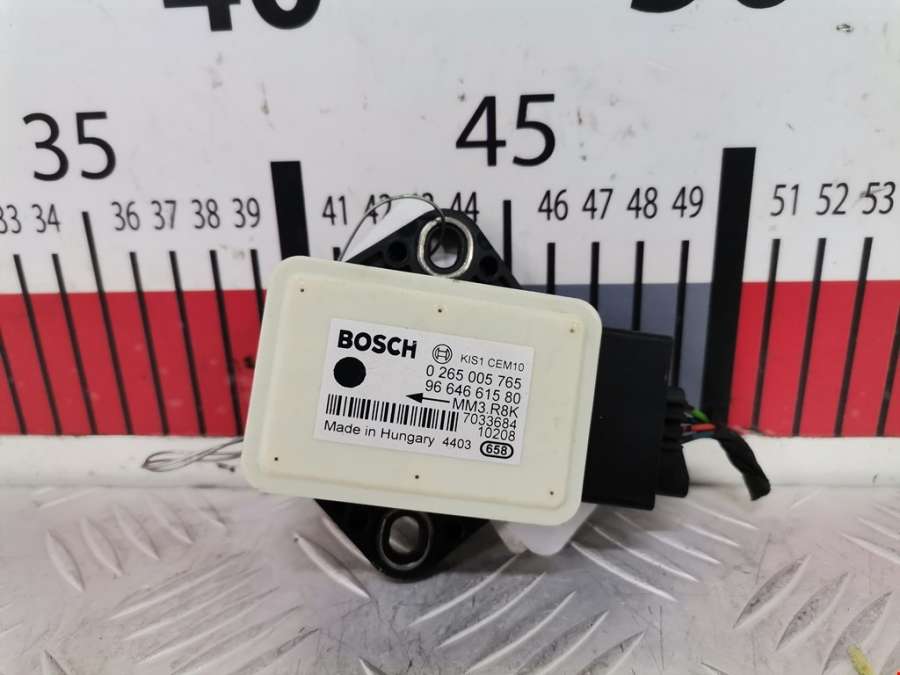 40
35
45
33 34 36 37 38 39 41 42 43 44 46 47 48 49 51 52 53
BOSCH KIS1 CEM10
0 265 005 765
96 646 615 80
MM3.R8K
7033684
10208
Made in Hungary 4403 658